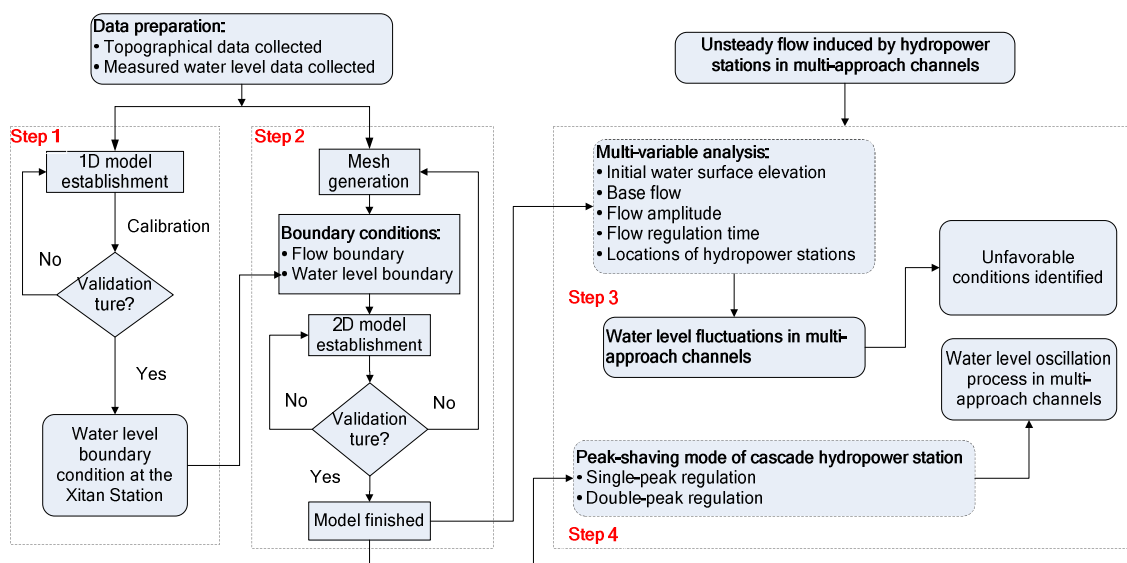 Data preparation:
• Topographical data collected
• Measured water level data collected
Step 1
1D model
establishment
Calibration
No
Validation
ture?
Yes
Water level
boundary
condition at the
Xitan Station
Step 2
Mesh
generation
Boundary conditions:
• Flow boundary
• Water level boundary
2D model
establishment
No
No
Validation
ture?
Yes
Model finished
Unsteady flow induced by hydropower
stations in multi-approach channels
Multi-variable analysis:
• Initial water surface elevation
• Base flow
• Flow amplitude
• Flow regulation time
• Locations of hydropower stations
Step 3
Water level fluctuations in multi-
approach channels
Unfavorable
conditions identified
Water level oscillation
process in multi-
approach channels
Peak-shaving mode of cascade hydropower station
• Single-peak regulation
• Double-peak regulation
Step 4